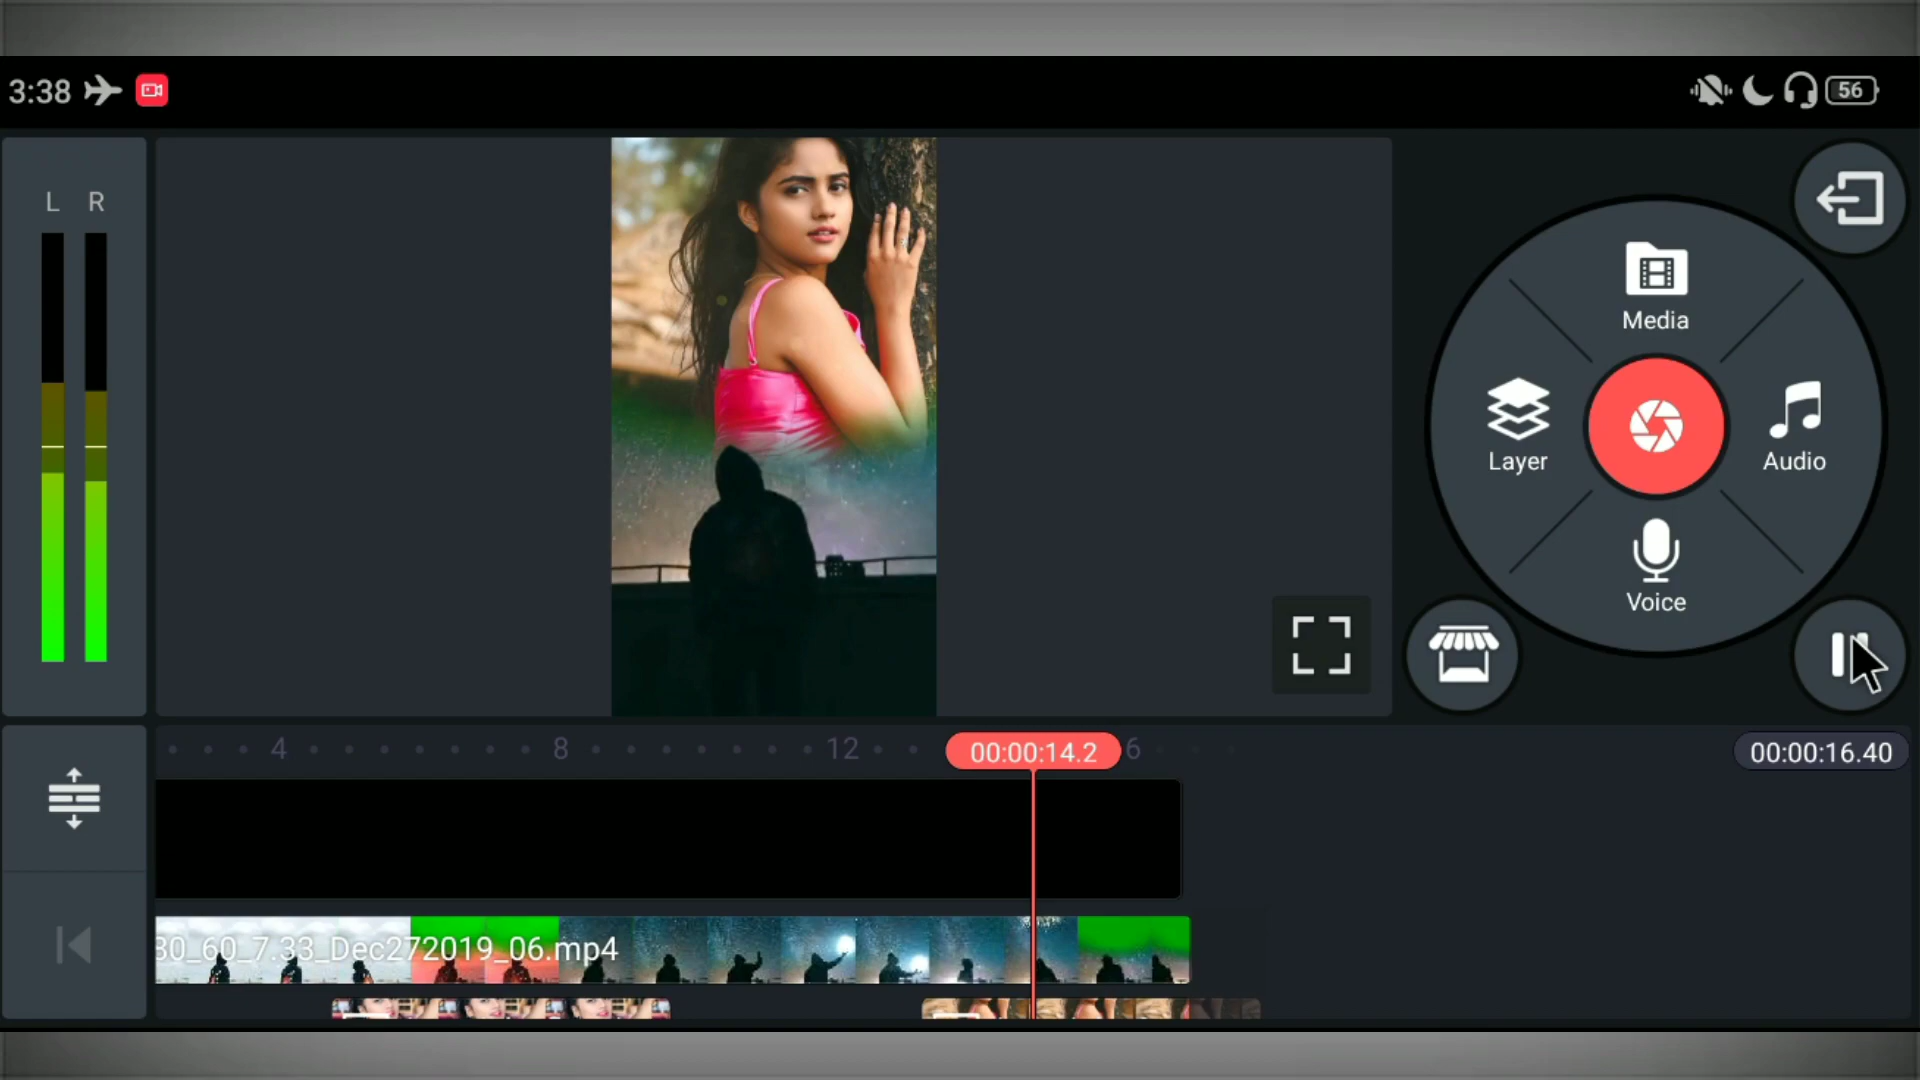 3:38
56
L R
Media
Layer
Audio
Voice
4 8 12 6
00:00:14.2
00:00:16.40
30_60_7.33_Dec272019_06.mp4